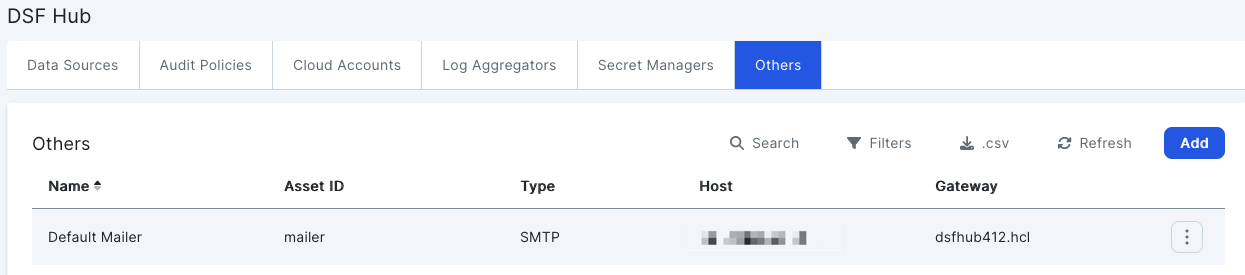 DSF Hub
Data Sources Audit Policies Cloud Accounts Log Aggregators Secret Managers Others
Others Search Filters .csv Refresh Add
Name Asset ID Type Host Gateway
Default Mailer mailer SMTP dsfhub412.hcl